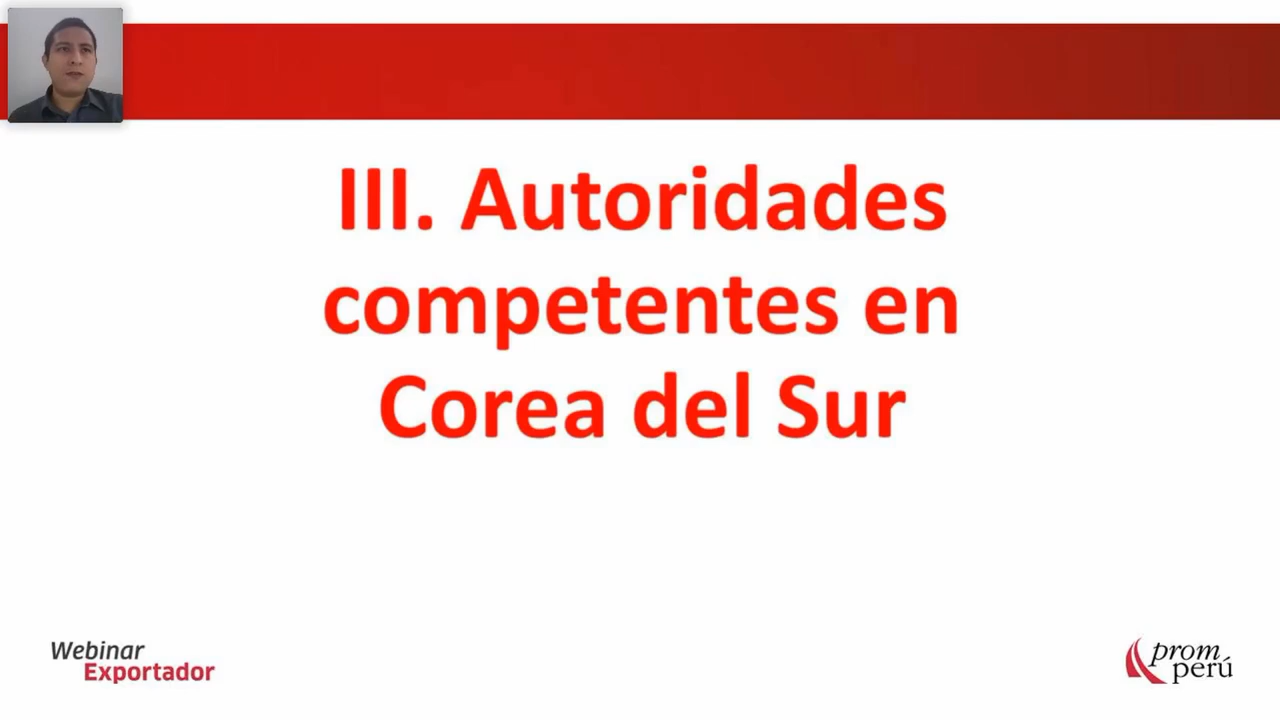 III. Autoridades
competentes en
Corea del Sur
Webinar
Exportador
prom
perú